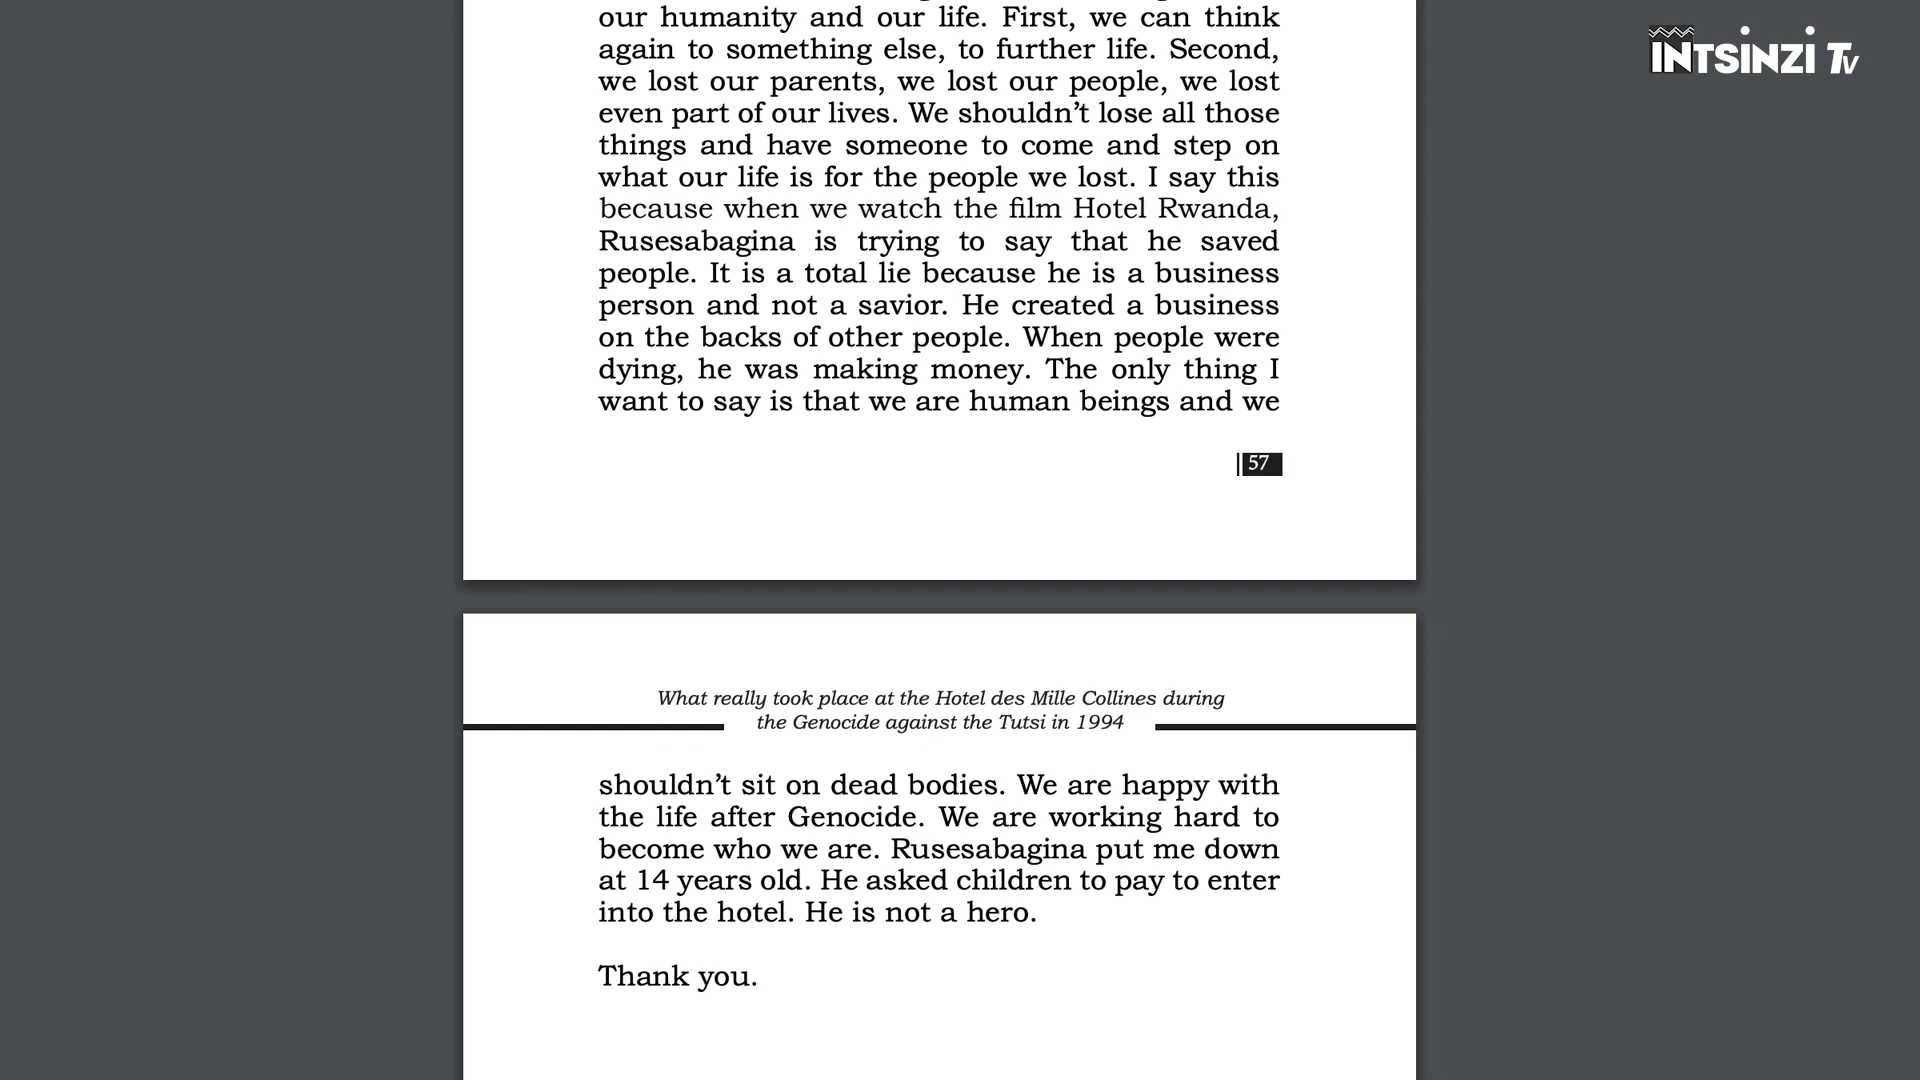 our humanity and our life. First, we can think
again to something else, to further life. Second,
we lost our parents, we lost our people, we lost
even part of our lives. We shouldn’t lose all those
things and have someone to come and step on
what our life is for the people we lost. I say this
because when we watch the film Hotel Rwanda,
Rusesabagina is trying to say that he saved
people. It is a total lie because he is a business
person and not a savior. He created a business
on the backs of other people. When people were
dying, he was making money. The only thing I
want to say is that we are human beings and we
57
What really took place at the Hotel des Mille Collines during
the Genocide against the Tutsi in 1994
shouldn’t sit on dead bodies. We are happy with
the life after Genocide. We are working hard to
become who we are. Rusesabagina put me down
at 14 years old. He asked children to pay to enter
into the hotel. He is not a hero.
Thank you.
INTSINZI TV